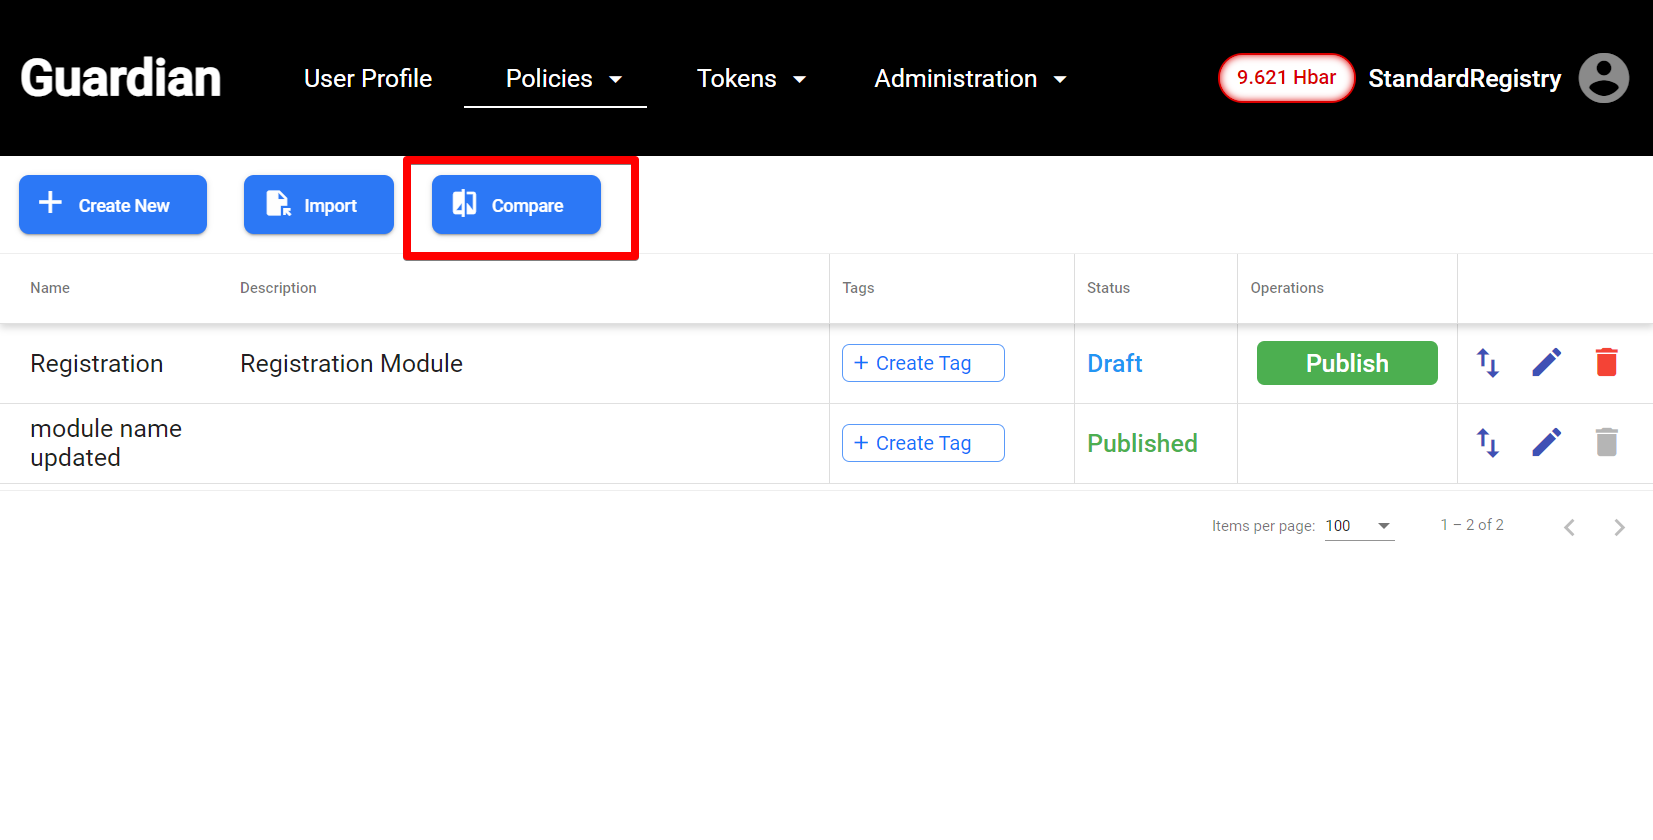 Guardian
User Profile
Policies
Tokens
Administration
9.621 Hbar
StandardRegistry
Create New
Import
Compare
Name
Description
Tags
Status
Operations
Registration
Registration Module
+ Create Tag
Draft
Publish
module name
updated
+ Create Tag
Published
Items per page:
100
1 – 2 of 2